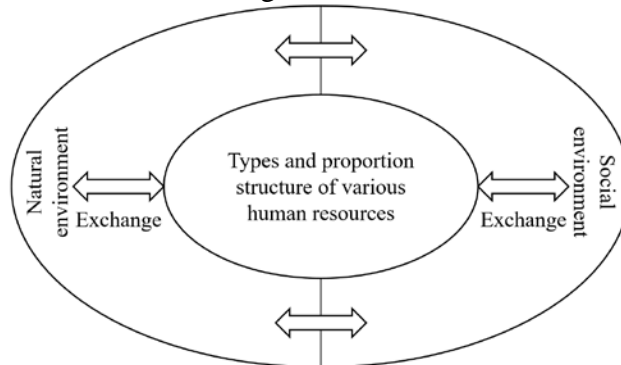 Natural
environment
Exchange
Types and proportion
structure of various
human resources
Exchange
Social
environment